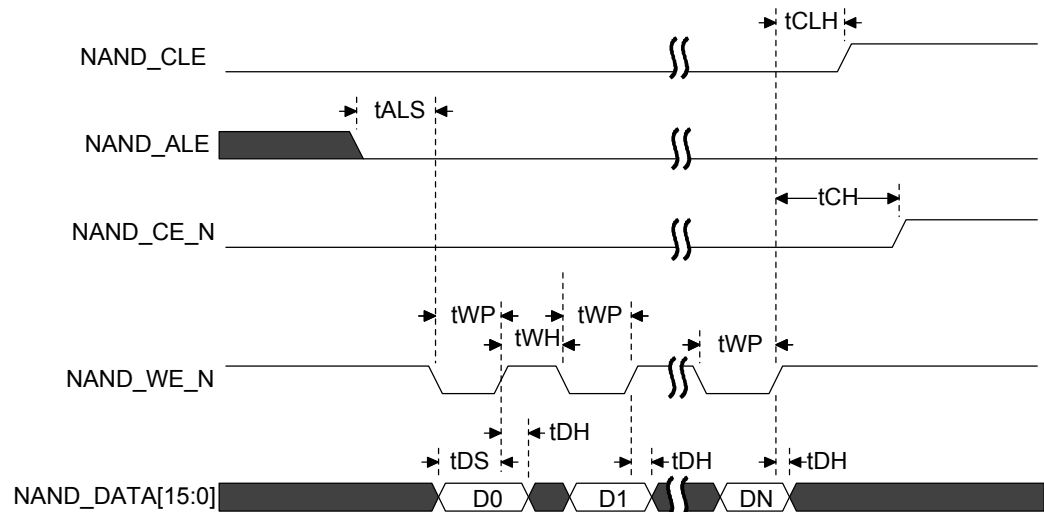 tCLH
NAND_CLE
tALS
NAND_ALE
tCH
NAND_CE_N
tWP tWP
tWH tWP
NAND_WE_N
tDH
tDS tDH tDH
NAND_DATA[15:0] D0 D1 DN